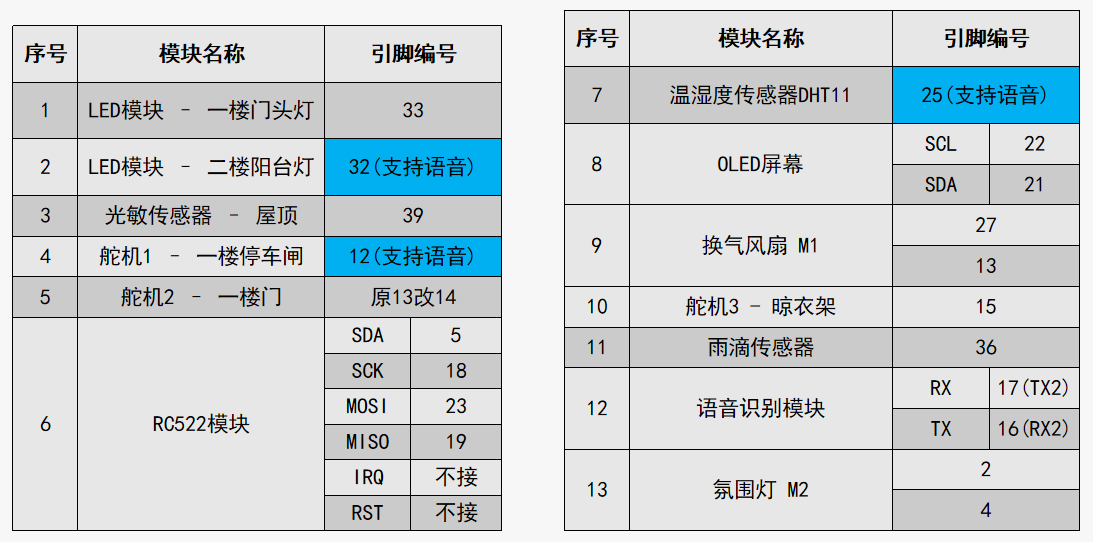 序号 模块名称 引脚编号
1 LED模块 - 一楼门头灯 33
2 LED模块 - 二楼阳台灯 32(支持语音)
3 光敏传感器 - 屋顶 39
4 舵机1 - 一楼停车闸 12(支持语音)
5 舵机2 - 一楼门 原13改14
6 RC522模块
SDA 5
SCK 18
MOSI 23
MISO 19
IRQ 不接
RST 不接
序号 模块名称 引脚编号
7 温湿度传感器DHT11 25(支持语音)
8 OLED屏幕
SCL 22
SDA 21
9 换气风扇 M1
27
13
10 舵机3 - 晾衣架 15
11 雨滴传感器 36
12 语音识别模块
RX 17(TX2)
TX 16(RX2)
13 氛围灯 M2
2
4